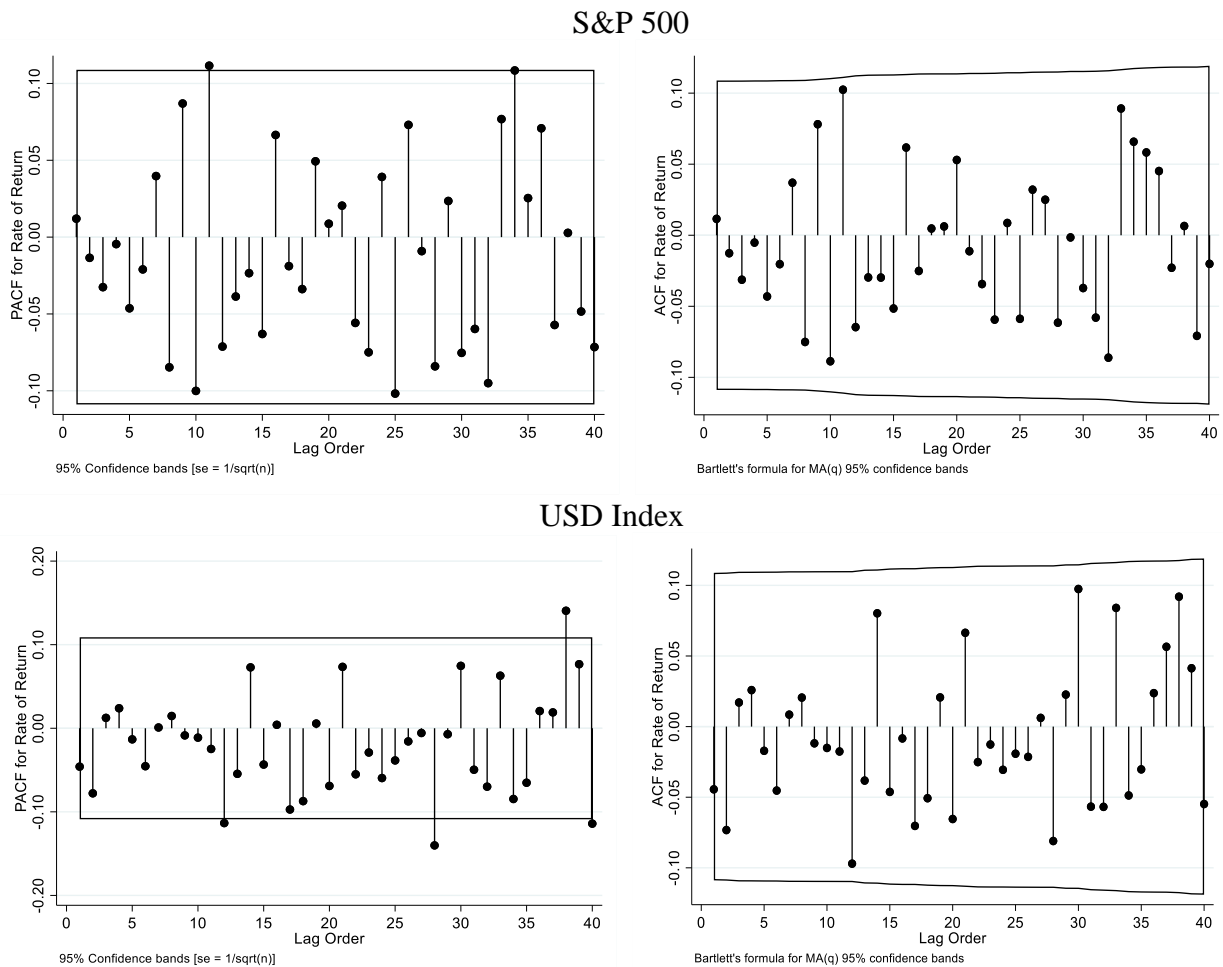 S&P 500
PACF for Rate of Return
0.10
0.05
0.00
-0.05
-0.10
0 5 10 15 20 25 30 35 40
Lag Order
95% Confidence bands [se = 1/sqrt(n)]
ACF for Rate of Return
0.10
0.05
0.00
-0.05
-0.10
0 5 10 15 20 25 30 35 40
Lag Order
Bartlett's formula for MA(q) 95% confidence bands
USD Index
PACF for Rate of Return
0.20
0.10
0.00
-0.10
-0.20
0 5 10 15 20 25 30 35 40
Lag Order
95% Confidence bands [se = 1/sqrt(n)]
ACF for Rate of Return
0.10
0.05
0.00
-0.05
-0.10
0 5 10 15 20 25 30 35 40
Lag Order
Bartlett's formula for MA(q) 95% confidence bands